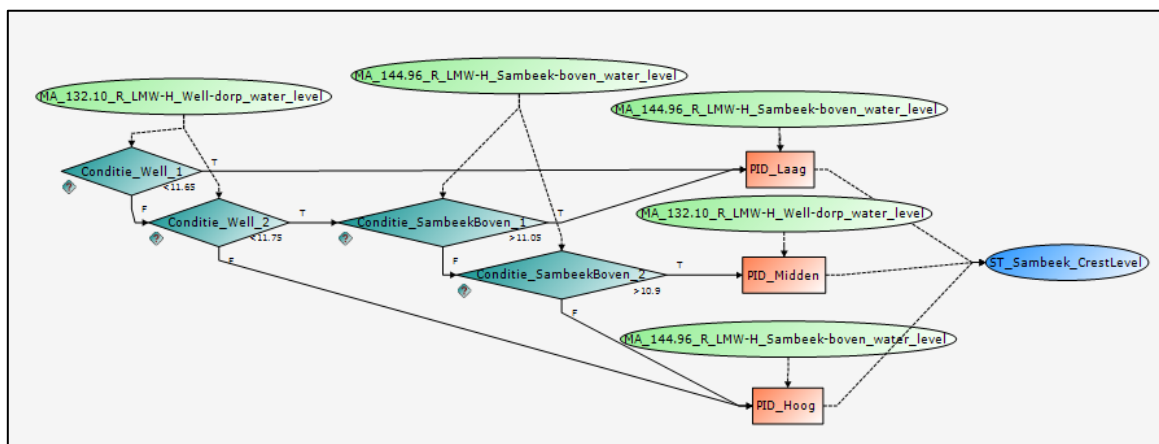 MA_144.96_R_LMW-H_Sambeek-boven_water_level
MA_132.10_R_LMW-H_Well-dorp_water_level
MA_144.96_R_LMW-H_Sambeek-boven_water_level
Conditie_Well_1
T
<11.65
?
PID_Laag
F
Conditie_Well_2
T
<11.75
?
Conditie_SambeekBoven_1
T
>11.05
?
MA_132.10_R_LMW-H_Well-dorp_water_level
F
F
Conditie_SambeekBoven_2
T
>10.9
?
PID_Midden
ST_Sambeek_CrestLevel
F
MA_144.96_R_LMW-H_Sambeek-boven_water_level
PID_Hoog